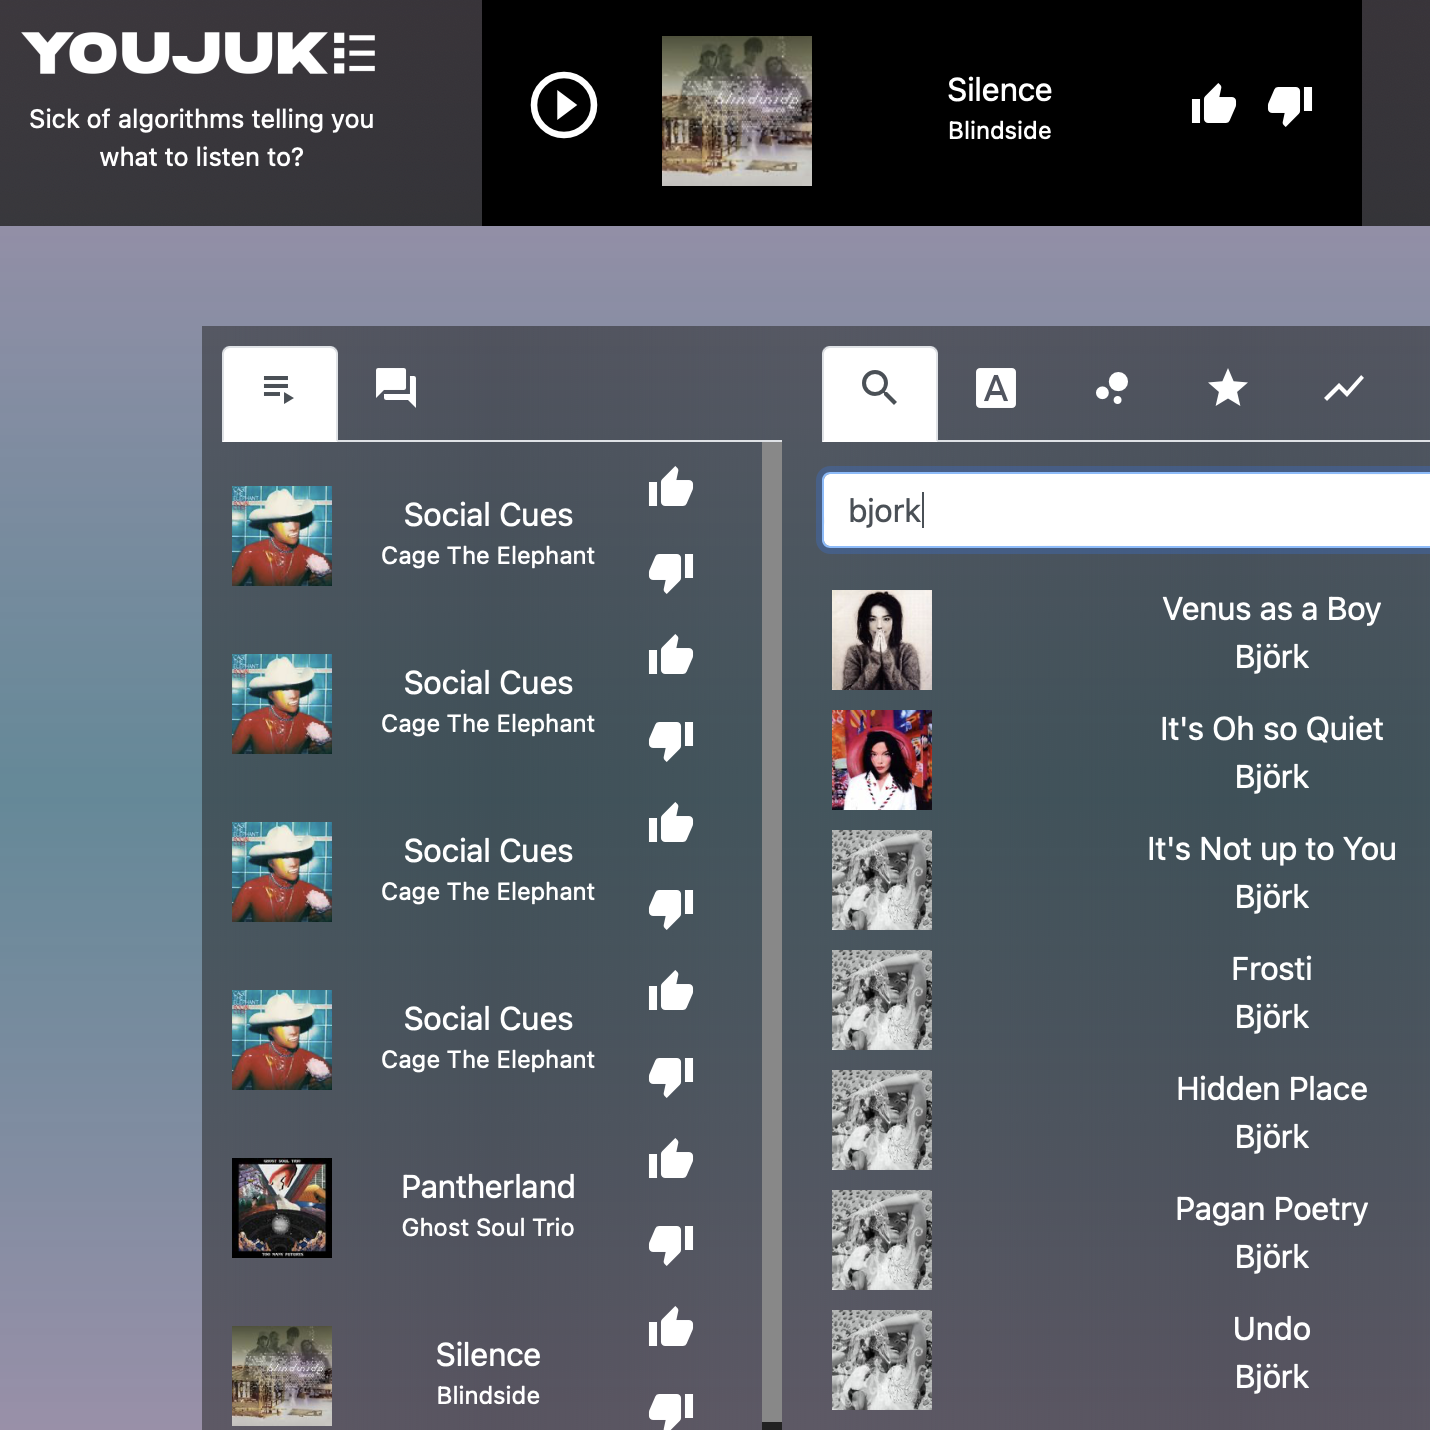 YOUJUKE
Sick of algorithms telling you
what to listen to?
Silence
Blindside
Social Cues
Cage The Elephant
Social Cues
Cage The Elephant
Social Cues
Cage The Elephant
Social Cues
Cage The Elephant
Pantherland
Ghost Soul Trio
Silence
Blindside
A
bjork
Venus as a Boy
Björk
It's Oh so Quiet
Björk
It's Not up to You
Björk
Frosti
Björk
Hidden Place
Björk
Pagan Poetry
Björk
Undo
Björk